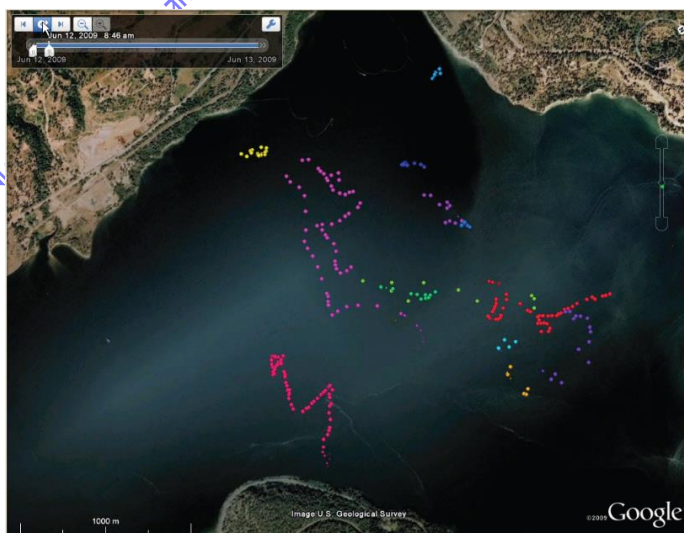 Jun 12, 2009 8:46 am
Jun 12, 2009 Jun 13, 2009
1000 m
Image U.S. Geological Survey
©2009 Google